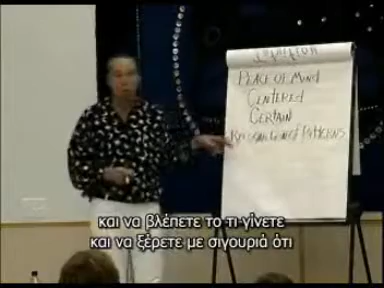 INTUITION
PEACE OF MIND
CENTERED
CERTAIN
RECOGNITION OF PATTERNS
και να βλέπετε το τι γίνετε
και να ξέρετε με σιγουριά ότι